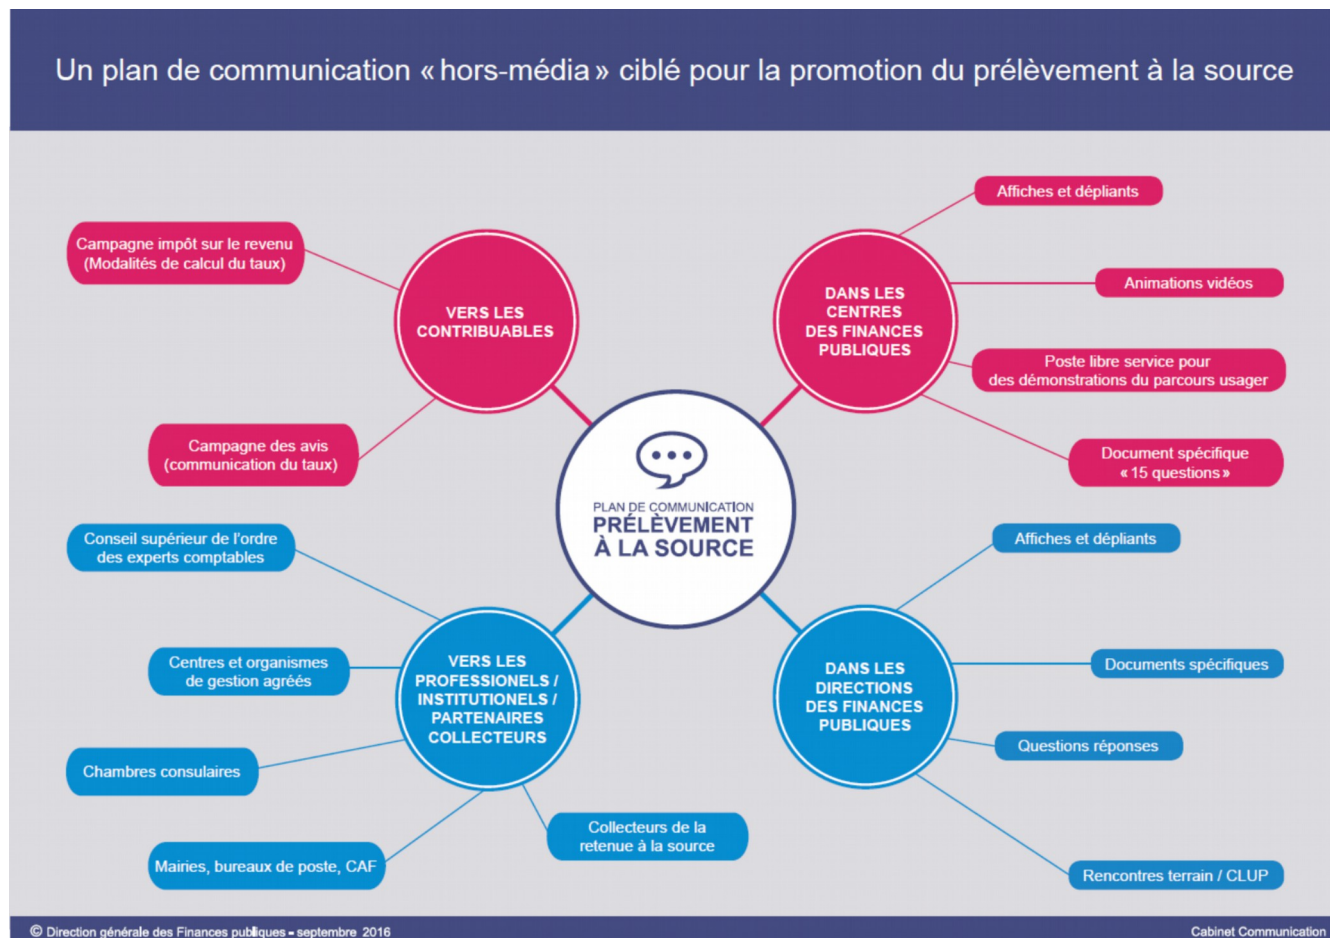 Un plan de communication « hors-média » ciblé pour la promotion du prélèvement à la source
Campagne impôt sur le revenu
(Modalités de calcul du taux)
VERS LES
CONTRIBUABLES
Campagne des avis
(communication du taux)
DANS LES
CENTRES
DES FINANCES
PUBLIQUES
Affiches et dépliants
Animations vidéos
Poste libre service pour
des démonstrations du parcours usager
Document spécifique
« 15 questions »
PLAN DE COMMUNICATION
PRÉLÈVEMENT
À LA SOURCE
Conseil supérieur de l'ordre
des experts comptables
Centres et organismes
de gestion agréés
Chambres consulaires
Mairies, bureaux de poste, CAF
Collecteurs de la
retenue à la source
VERS LES
PROFESSIONELS /
INSTITUTIONELS /
PARTENAIRES
COLLECTEURS
DANS LES
DIRECTIONS
DES FINANCES
PUBLIQUES
Affiches et dépliants
Documents spécifiques
Questions réponses
Rencontres terrain / CLUP
© Direction générale des Finances publiques - septembre 2016
Cabinet Communication